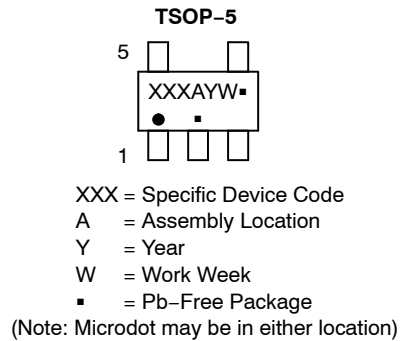 TSOP−5
5
XXXAYW▪
▪
1
XXX = Specific Device Code
A = Assembly Location
Y = Year
W = Work Week
▪ = Pb−Free Package
(Note: Microdot may be in either location)